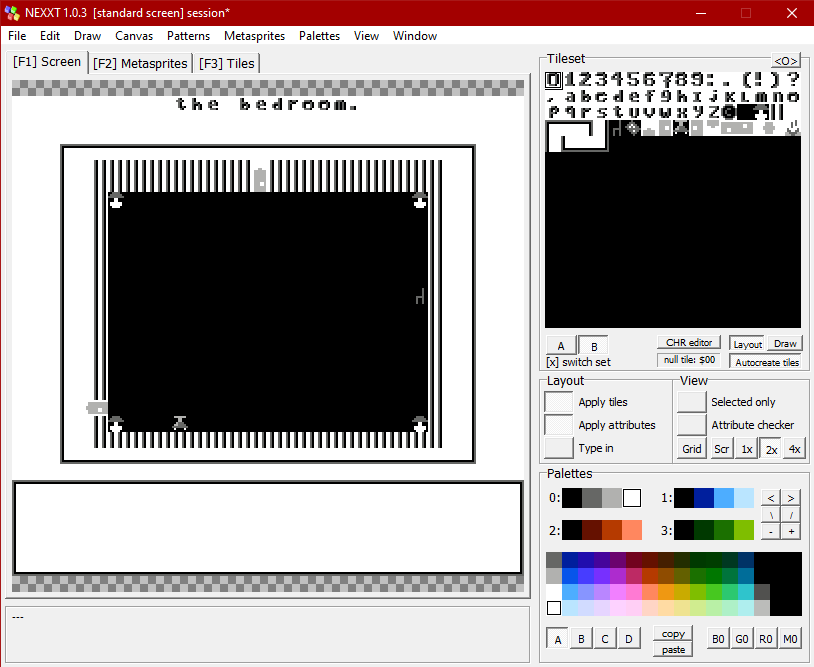 NEXXT 1.0.3 [standard screen] session*
File Edit Draw Canvas Patterns Metasprites Palettes View Window
[F1] Screen [F2] Metasprites [F3] Tiles
the bedroom.
---
Tileset <O>
0123456789:.(!)?
,abcdefghijklmno
pqrstuvwxyz©
A B
[x] switch set
CHR editor
null tile: $00
Layout Draw
Autocreate tiles
Layout
Apply tiles
Apply attributes
Type in
View
Selected only
Attribute checker
Grid Scr 1x 2x 4x
Palettes
0: 1: < >
\ /
2: 3: - +
A B C D copy paste B0 G0 R0 M0